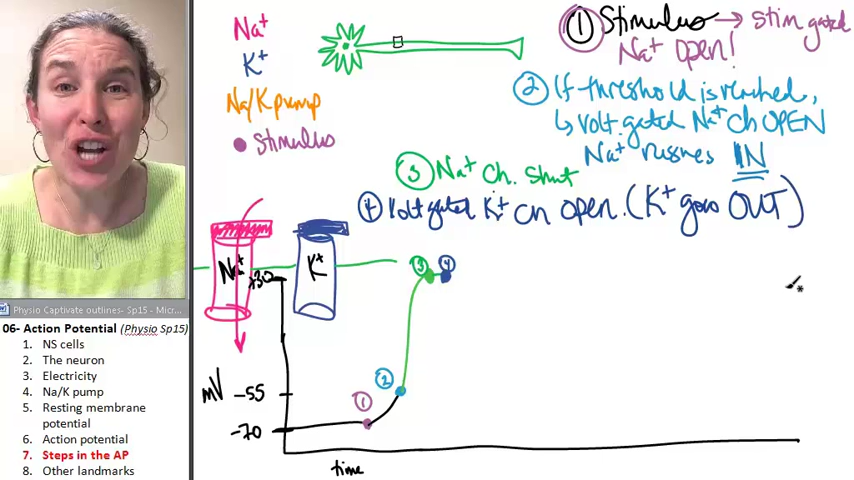 Na+
K+
Na/K pump
stimulus
① Stimulus → stim gated
Na+ open!
② If threshold is reached,
↳ volt. gated Na+ Ch OPEN
Na+ rushes IN
③ Na+ Ch. Shut
④ Volt gated K+ ch open. (K+ goes OUT)
Na+
K+
+30
③
④
mV
-55
②
①
-70
time
Physio Captivate outlines- Sp15 - Micr...
06- Action Potential (Physio Sp15)
1. NS cells
2. The neuron
3. Electricity
4. Na/K pump
5. Resting membrane
potential
6. Action potential
7. Steps in the AP
8. Other landmarks